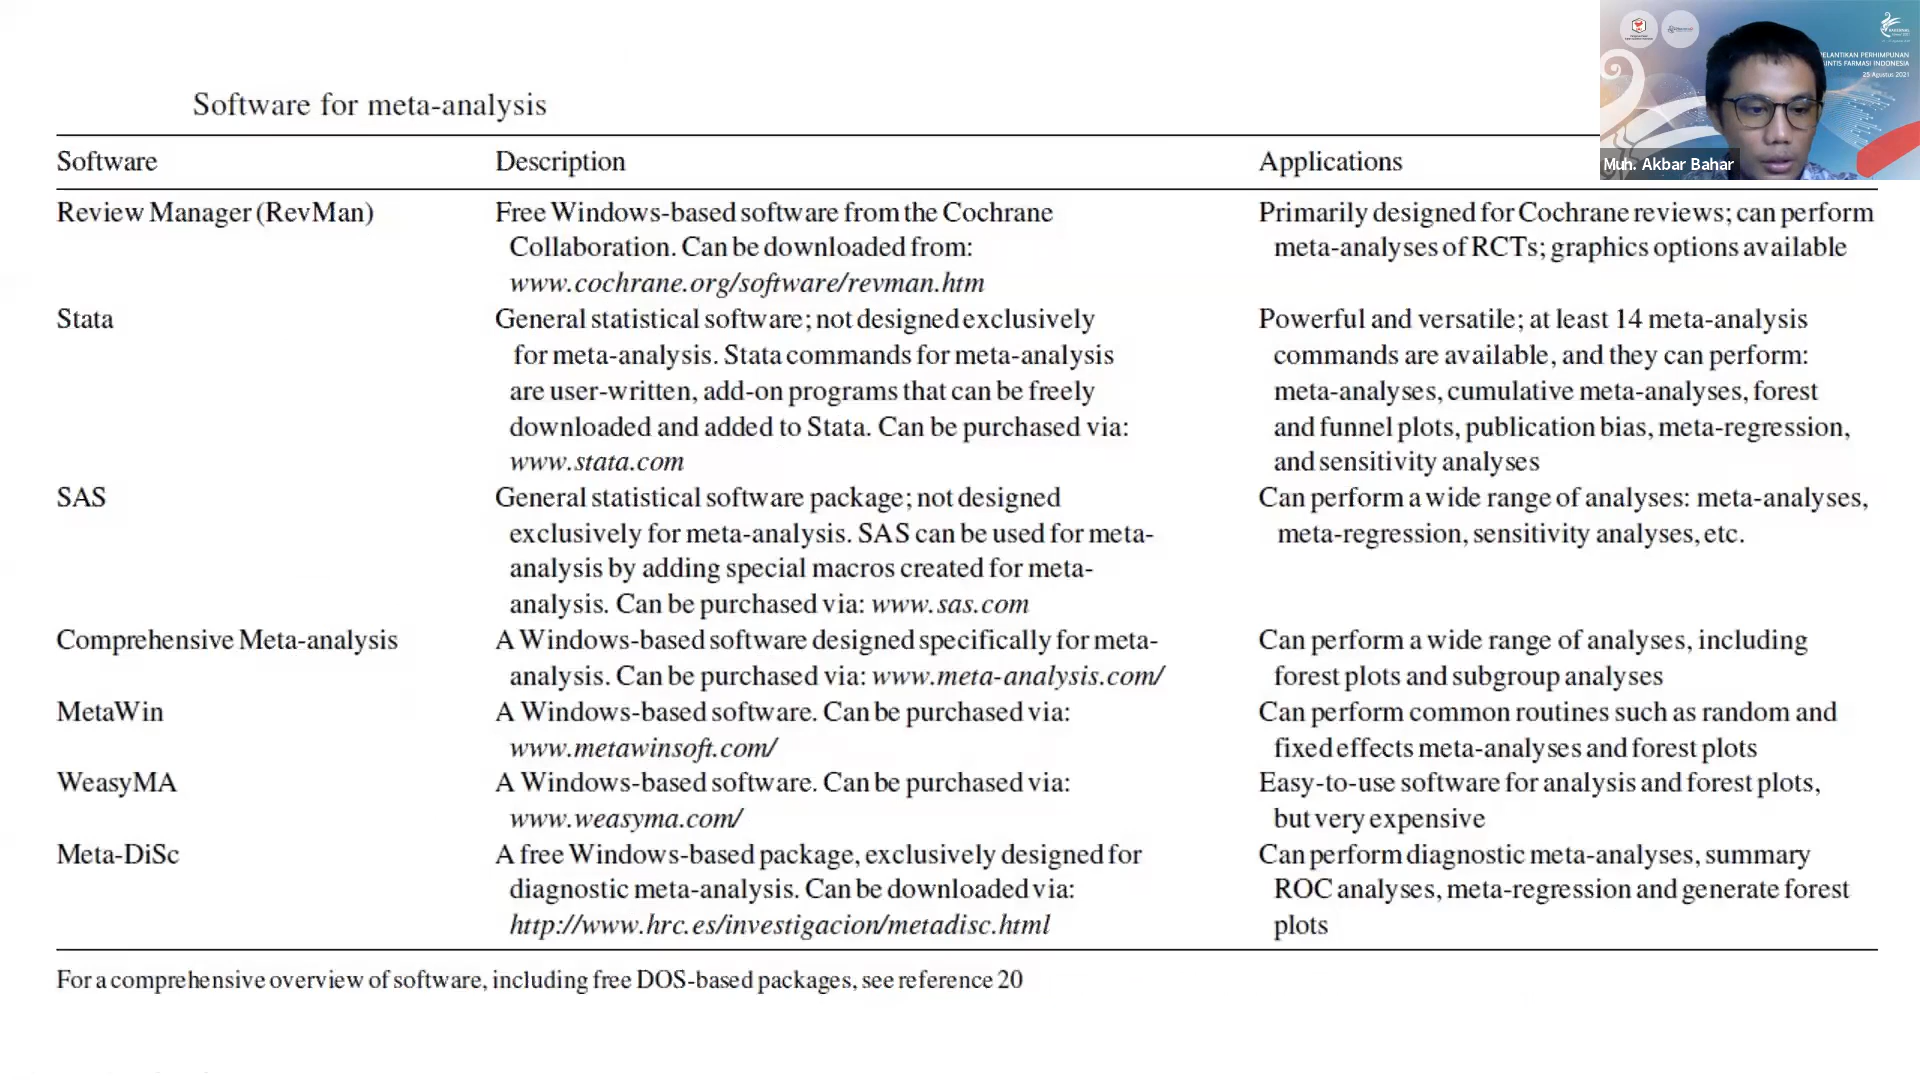 Software for meta-analysis
Software Description Applications
Review Manager (RevMan)
Free Windows-based software from the Cochrane
Collaboration. Can be downloaded from:
www.cochrane.org/software/revman.htm
Primarily designed for Cochrane reviews; can perform
meta-analyses of RCTs; graphics options available
Stata
General statistical software; not designed exclusively
for meta-analysis. Stata commands for meta-analysis
are user-written, add-on programs that can be freely
downloaded and added to Stata. Can be purchased via:
www.stata.com
Powerful and versatile; at least 14 meta-analysis
commands are available, and they can perform:
meta-analyses, cumulative meta-analyses, forest
and funnel plots, publication bias, meta-regression,
and sensitivity analyses
SAS
General statistical software package; not designed
exclusively for meta-analysis. SAS can be used for meta-
analysis by adding special macros created for meta-
analysis. Can be purchased via: www.sas.com
Can perform a wide range of analyses: meta-analyses,
meta-regression, sensitivity analyses, etc.
Comprehensive Meta-analysis
A Windows-based software designed specifically for meta-
analysis. Can be purchased via: www.meta-analysis.com/
Can perform a wide range of analyses, including
forest plots and subgroup analyses
MetaWin
A Windows-based software. Can be purchased via:
www.metawinsoft.com/
Can perform common routines such as random and
fixed effects meta-analyses and forest plots
WeasyMA
A Windows-based software. Can be purchased via:
www.weasyma.com/
Easy-to-use software for analysis and forest plots,
but very expensive
Meta-DiSc
A free Windows-based package, exclusively designed for
diagnostic meta-analysis. Can be downloaded via:
http://www.hrc.es/investigacion/metadisc.html
Can perform diagnostic meta-analyses, summary
ROC analyses, meta-regression and generate forest
plots
For a comprehensive overview of software, including free DOS-based packages, see reference 20
ELANTIKAN PERHIMPUNAN
INTIS FARMASI INDONESIA
25 Agustus 2021
Muh. Akbar Bahar